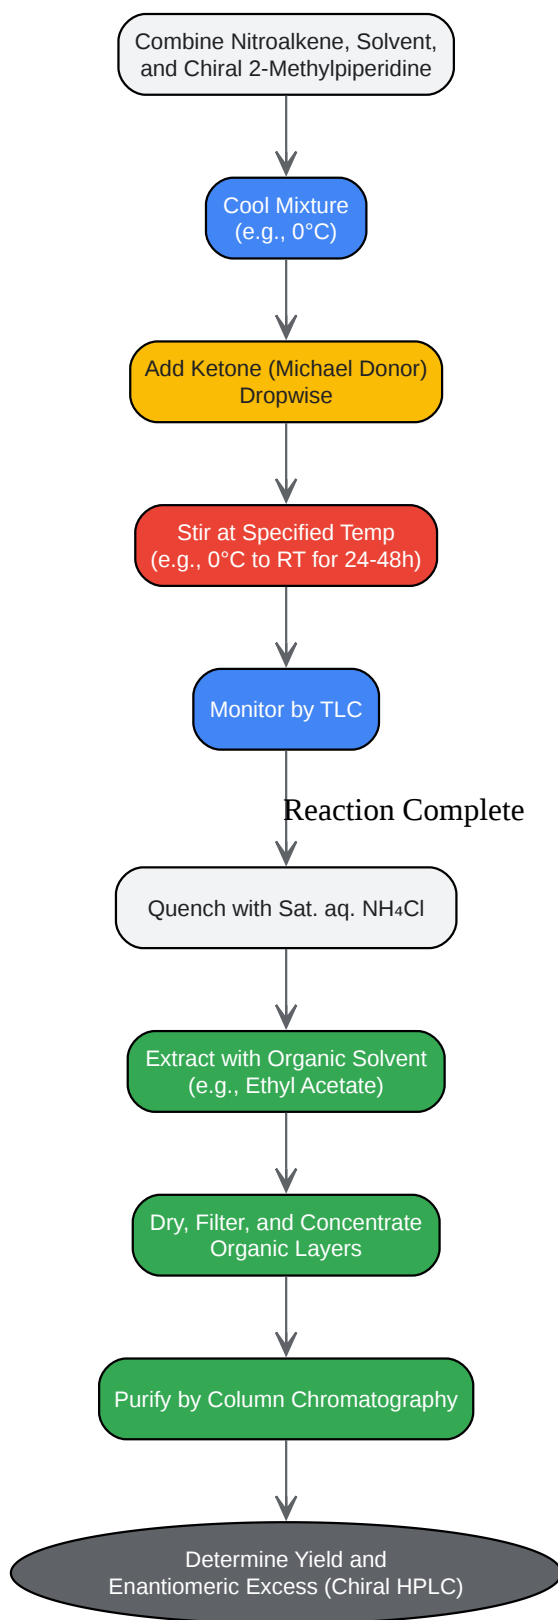 Combine Nitroalkene, Solvent,
and Chiral 2-Methylpiperidine
Cool Mixture
(e.g., 0°C)
Add Ketone (Michael Donor)
Dropwise
Stir at Specified Temp
(e.g., 0°C to RT for 24-48h)
Monitor by TLC
Reaction Complete
Quench with Sat. aq. NH₄Cl
Extract with Organic Solvent
(e.g., Ethyl Acetate)
Dry, Filter, and Concentrate
Organic Layers
Purify by Column Chromatography
Determine Yield and
Enantiomeric Excess (Chiral HPLC)